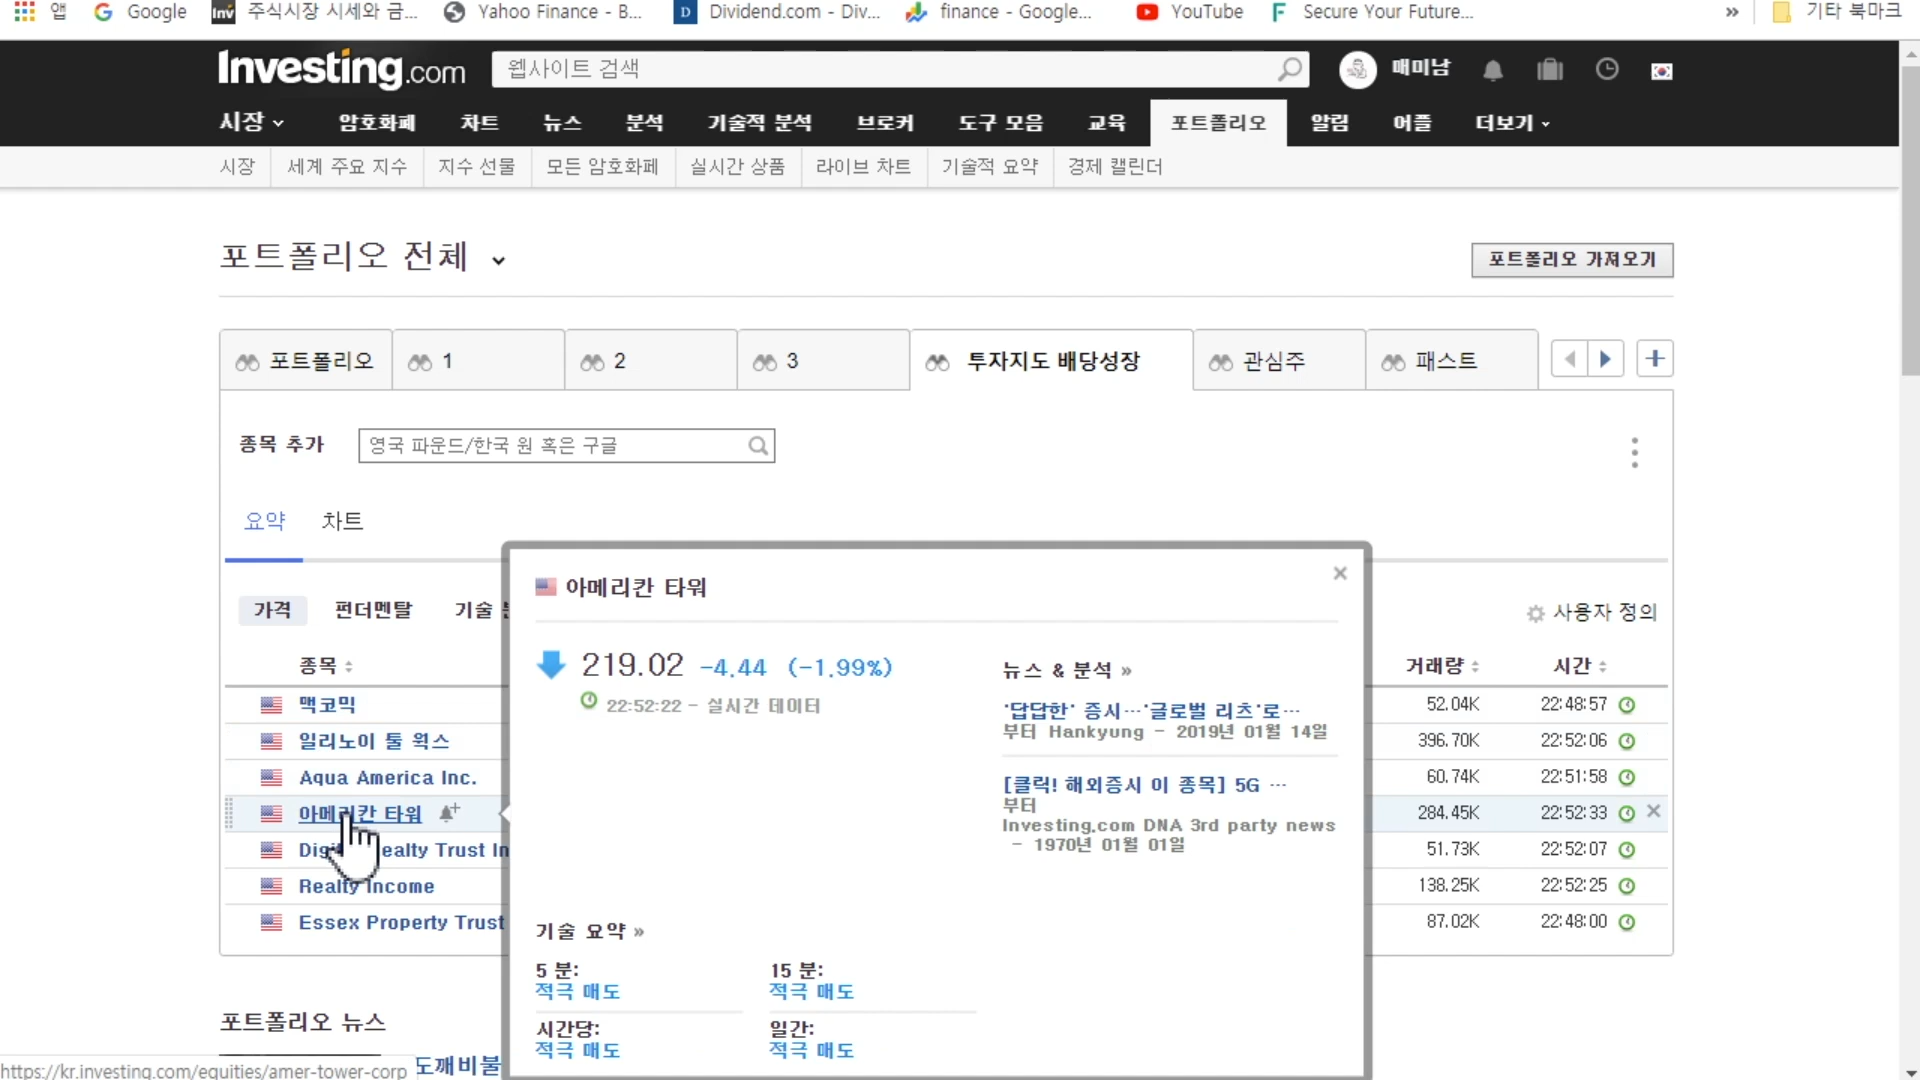 앱 Google 주식시장 시세와 금... Yahoo Finance - B... Dividend.com - Div... finance - Google... YouTube Secure Your Future... » 기타 북마크
Investing.com 웹사이트 검색 매미남
시장 암호화폐 차트 뉴스 분석 기술적 분석 브로커 도구 모음 교육 포트폴리오 알림 어플 더보기
시장 세계 주요 지수 지수 선물 모든 암호화폐 실시간 상품 라이브 차트 기술적 요약 경제 캘린더
포트폴리오 전체 포트폴리오 가져오기
포트폴리오 1 2 3 투자지도 배당성장 관심주 패스트
종목 추가 영국 파운드/한국 원 혹은 구글
요약 차트
가격 펀더멘탈 기술 사용자 정의
종목 거래량 시간
맥코믹 52.04K 22:48:57
일리노이 툴 웍스 396.70K 22:52:06
Aqua America Inc. 60.74K 22:51:58
아메리칸 타워 284.45K 22:52:33
51.73K 22:52:07
Realty Income 138.25K 22:52:25
Essex Property Trust 87.02K 22:48:00
아메리칸 타워
219.02 -4.44 (-1.99%)
22:52:22 - 실시간 데이터
뉴스 & 분석 »
'답답한' 증시…'글로벌 리츠'로…
부터 Hankyung - 2019년 01월 14일
[클릭! 해외증시 이 종목] 5G …
부터
Investing.com DNA 3rd party news
- 1970년 01월 01일
기술 요약 »
5 분: 15 분:
적극 매도 적극 매도
시간당: 일간:
적극 매도 적극 매도
포트폴리오 뉴스
도깨비불
https://kr.investing.com/equities/amer-tower-corp